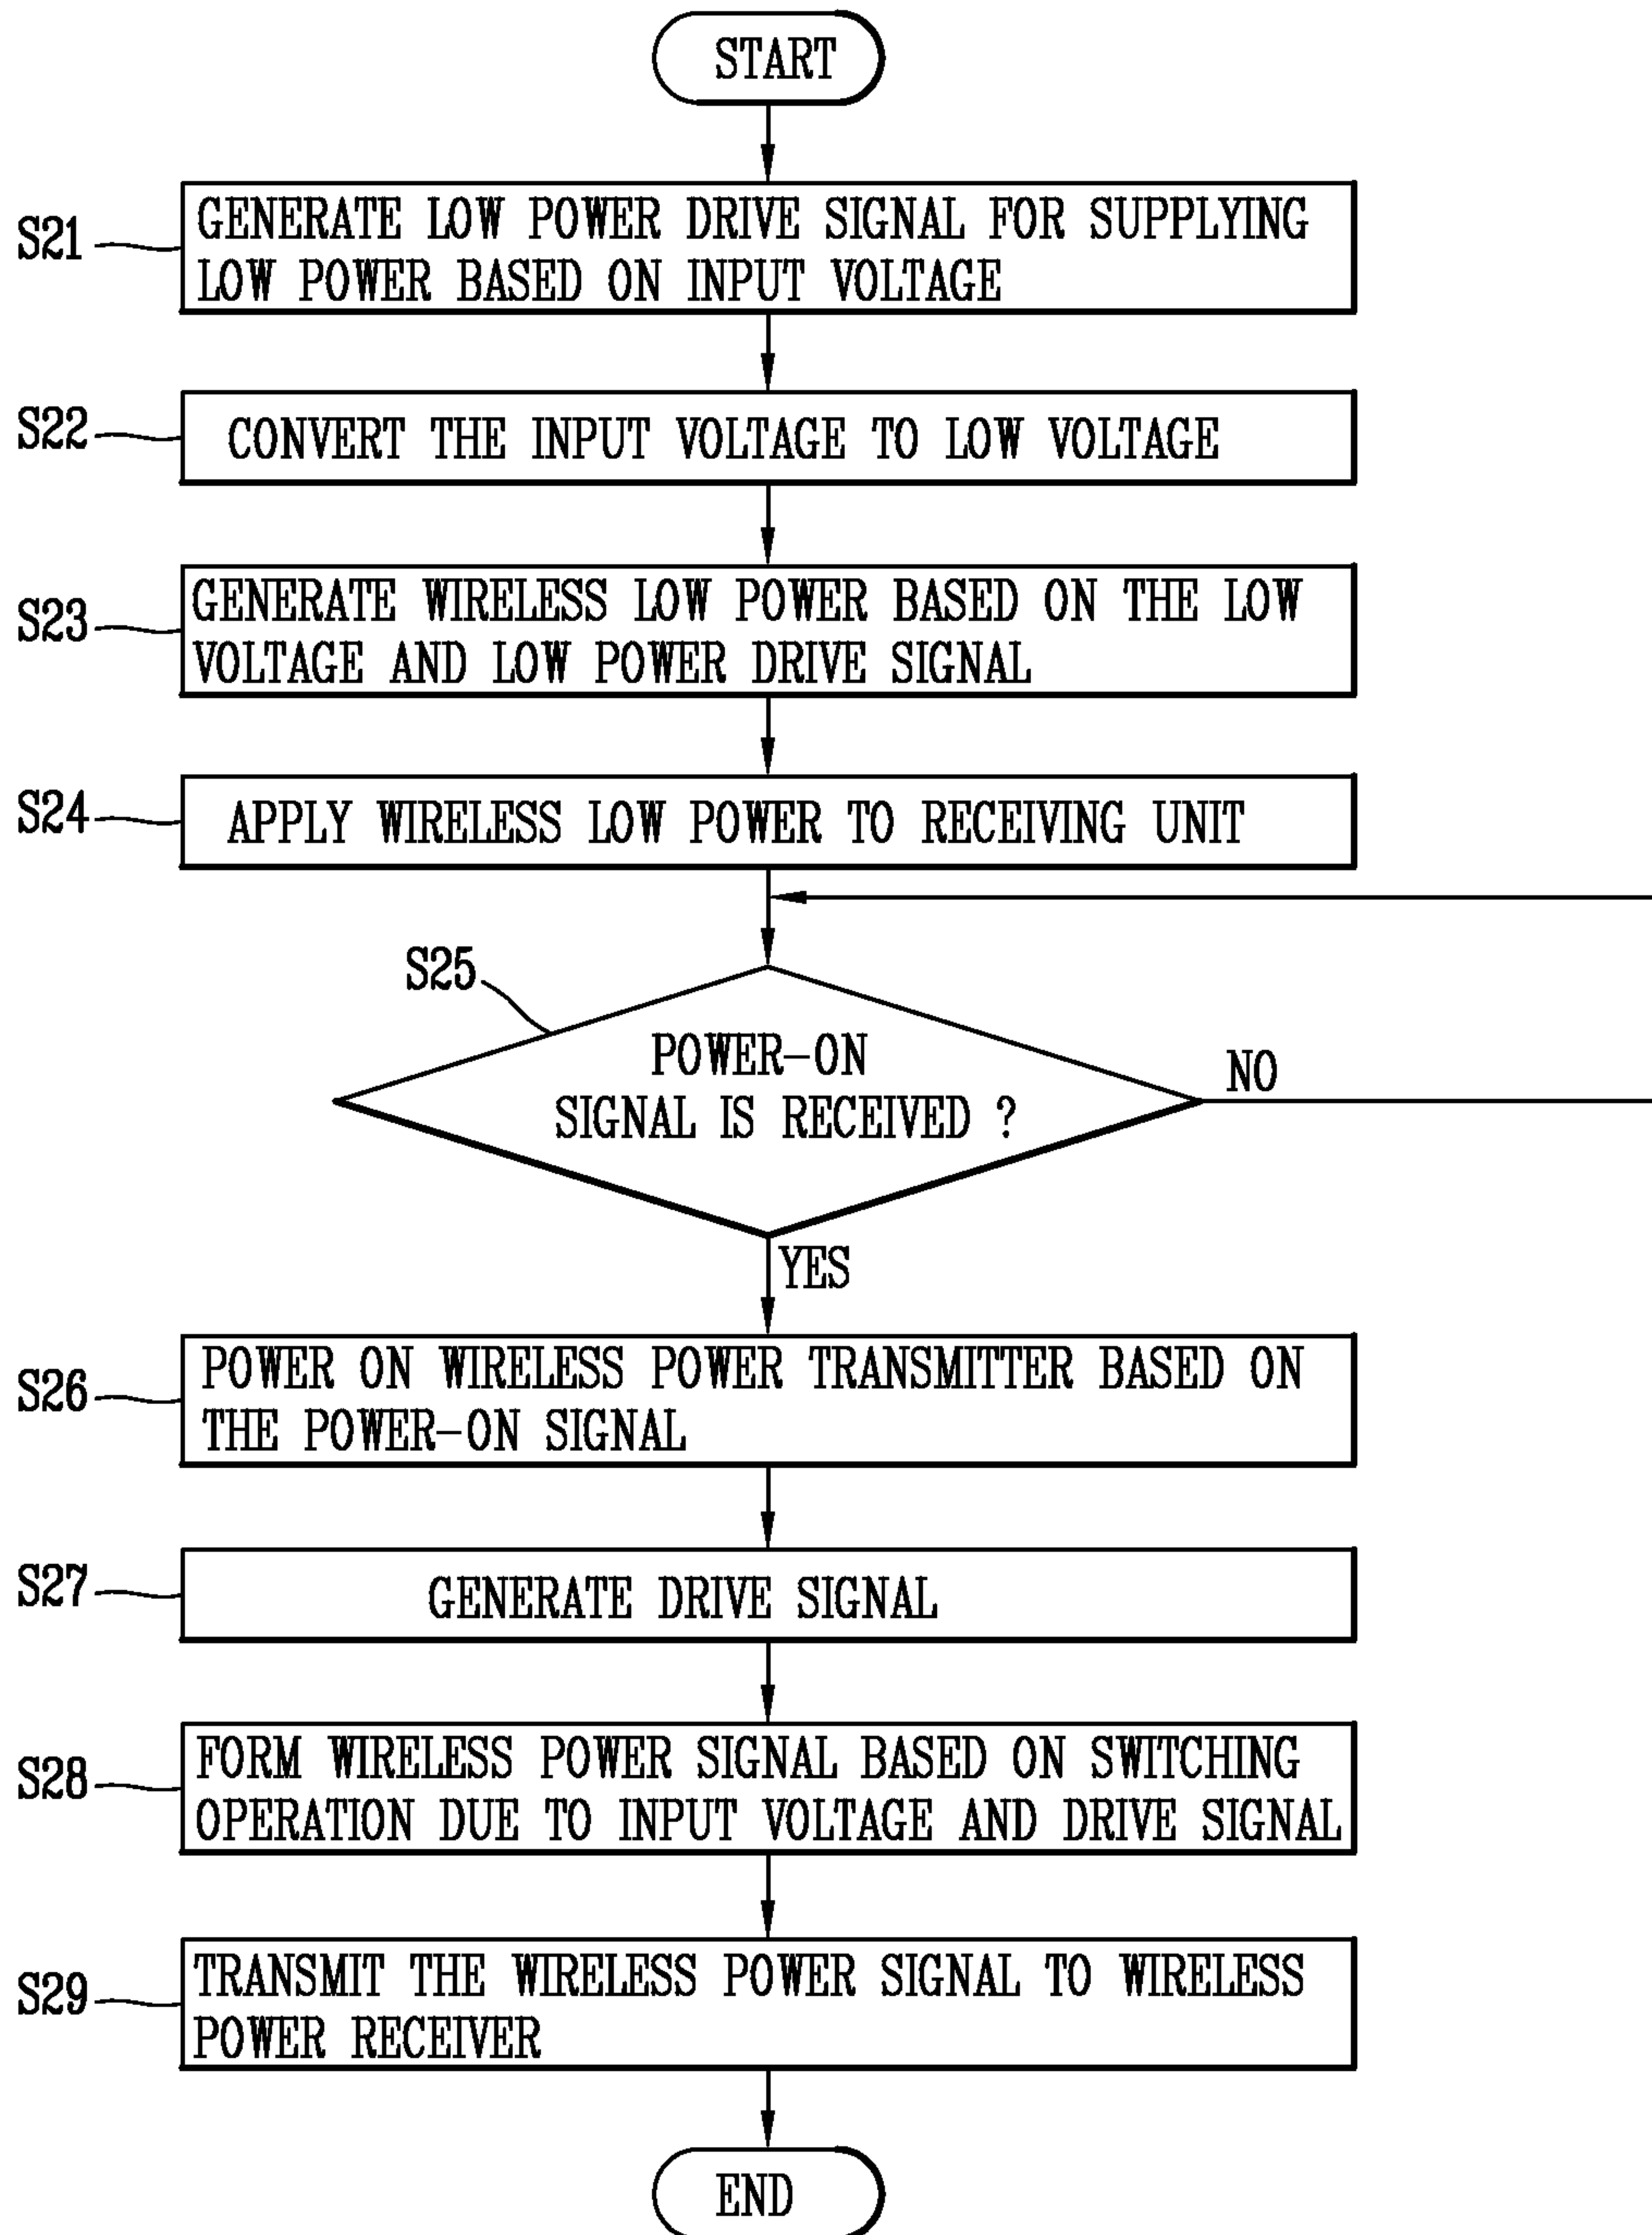 START
S21
GENERATE LOW POWER DRIVE SIGNAL FOR SUPPLYING
LOW POWER BASED ON INPUT VOLTAGE
S22
CONVERT THE INPUT VOLTAGE TO LOW VOLTAGE
S23
GENERATE WIRELESS LOW POWER BASED ON THE LOW
VOLTAGE AND LOW POWER DRIVE SIGNAL
S24
APPLY WIRELESS LOW POWER TO RECEIVING UNIT
S25
POWER-ON
SIGNAL IS RECEIVED ?
NO
YES
S26
POWER ON WIRELESS POWER TRANSMITTER BASED ON
THE POWER-ON SIGNAL
S27
GENERATE DRIVE SIGNAL
S28
FORM WIRELESS POWER SIGNAL BASED ON SWITCHING
OPERATION DUE TO INPUT VOLTAGE AND DRIVE SIGNAL
S29
TRANSMIT THE WIRELESS POWER SIGNAL TO WIRELESS
POWER RECEIVER
END